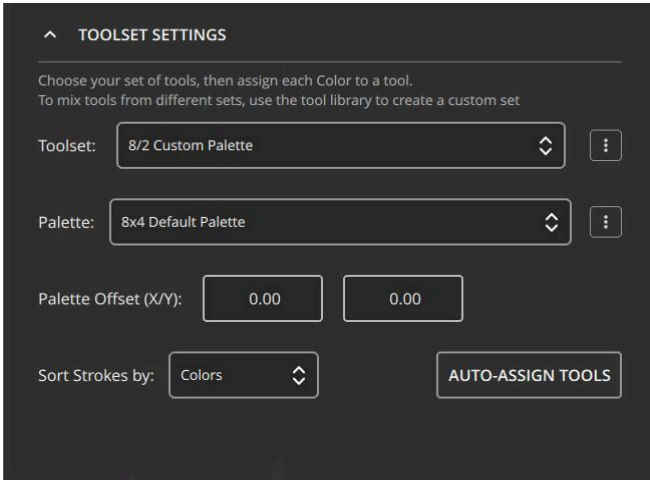 TOOLSET SETTINGS
Choose your set of tools, then assign each Color to a tool.
To mix tools from different sets, use the tool library to create a custom set
Toolset: 8/2 Custom Palette
Palette: 8x4 Default Palette
Palette Offset (X/Y): 0.00 0.00
Sort Strokes by: Colors AUTO-ASSIGN TOOLS